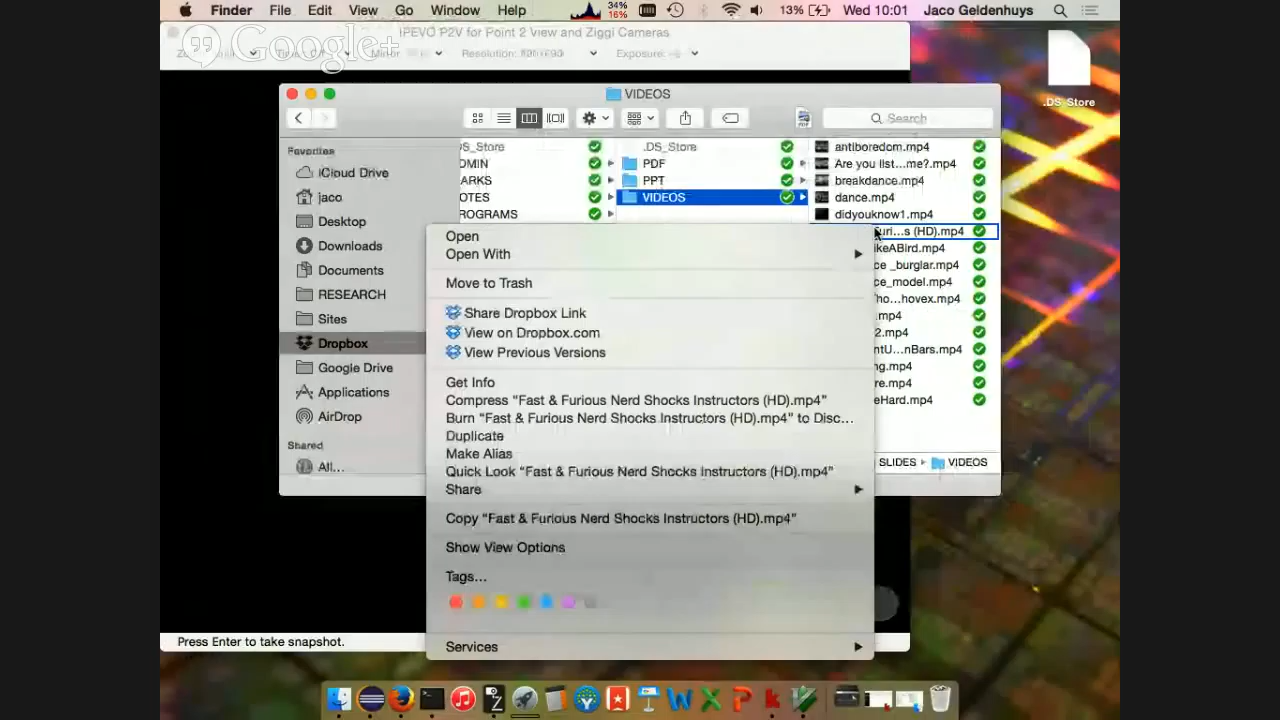 Finder File Edit View Go Window Help 34% 16% 13% Wed 10:01 Jaco Geldenhuys
Google+
IPEVO P2V for Point 2 View and Ziggi Cameras
Resolution: Exposure:
.DS_Store
VIDEOS
PDF
Search
Favorites
iCloud Drive
jaco
Desktop
Downloads
Documents
RESEARCH
Sites
Dropbox
Google Drive
Applications
AirDrop
Shared
All...
DS_Store
DMIN
ARKS
OTES
ROGRAMS
.DS_Store
PDF
PPT
VIDEOS
antiboredom.mp4
Are you list...me?.mp4
breakdance.mp4
dance.mp4
didyouknow1.mp4
Furi...s (HD).mp4
ikeABird.mp4
ce _burglar.mp4
ce_model.mp4
ho...hovex.mp4
.mp4
2.mp4
ntU...nBars.mp4
ng.mp4
re.mp4
eHard.mp4
SLIDES VIDEOS
Open
Open With
Move to Trash
Share Dropbox Link
View on Dropbox.com
View Previous Versions
Get Info
Compress “Fast & Furious Nerd Shocks Instructors (HD).mp4”
Burn “Fast & Furious Nerd Shocks Instructors (HD).mp4” to Disc...
Duplicate
Make Alias
Quick Look “Fast & Furious Nerd Shocks Instructors (HD).mp4”
Share
Copy “Fast & Furious Nerd Shocks Instructors (HD).mp4”
Show View Options
Tags...
Services
Press Enter to take snapshot.